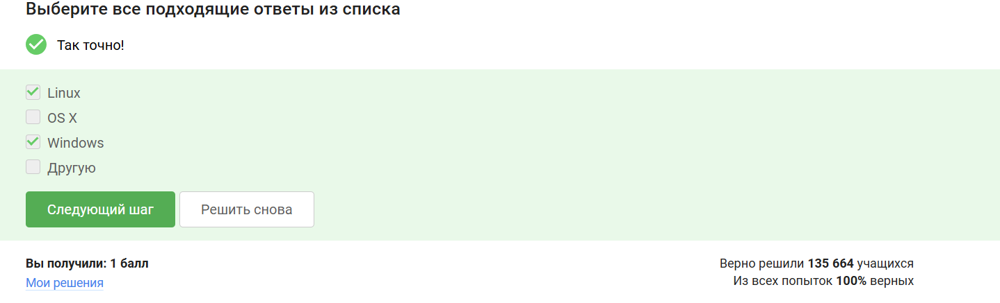 Выберите все подходящие ответы из списка
Так точно!
Linux
OS X
Windows
Другую
Следующий шаг
Решить снова
Вы получили: 1 балл
Мои решения
Верно решили 135 664 учащихся
Из всех попыток 100% верных